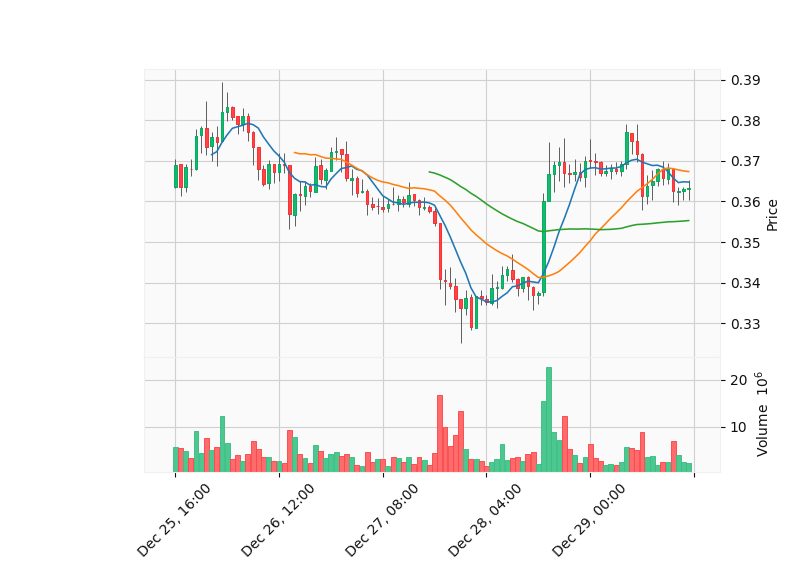 0.39
0.38
0.37
0.36
0.35
0.34
0.33
Price
20
10
Volume 10^6
Dec 25, 16:00
Dec 26, 12:00
Dec 27, 08:00
Dec 28, 04:00
Dec 29, 00:00